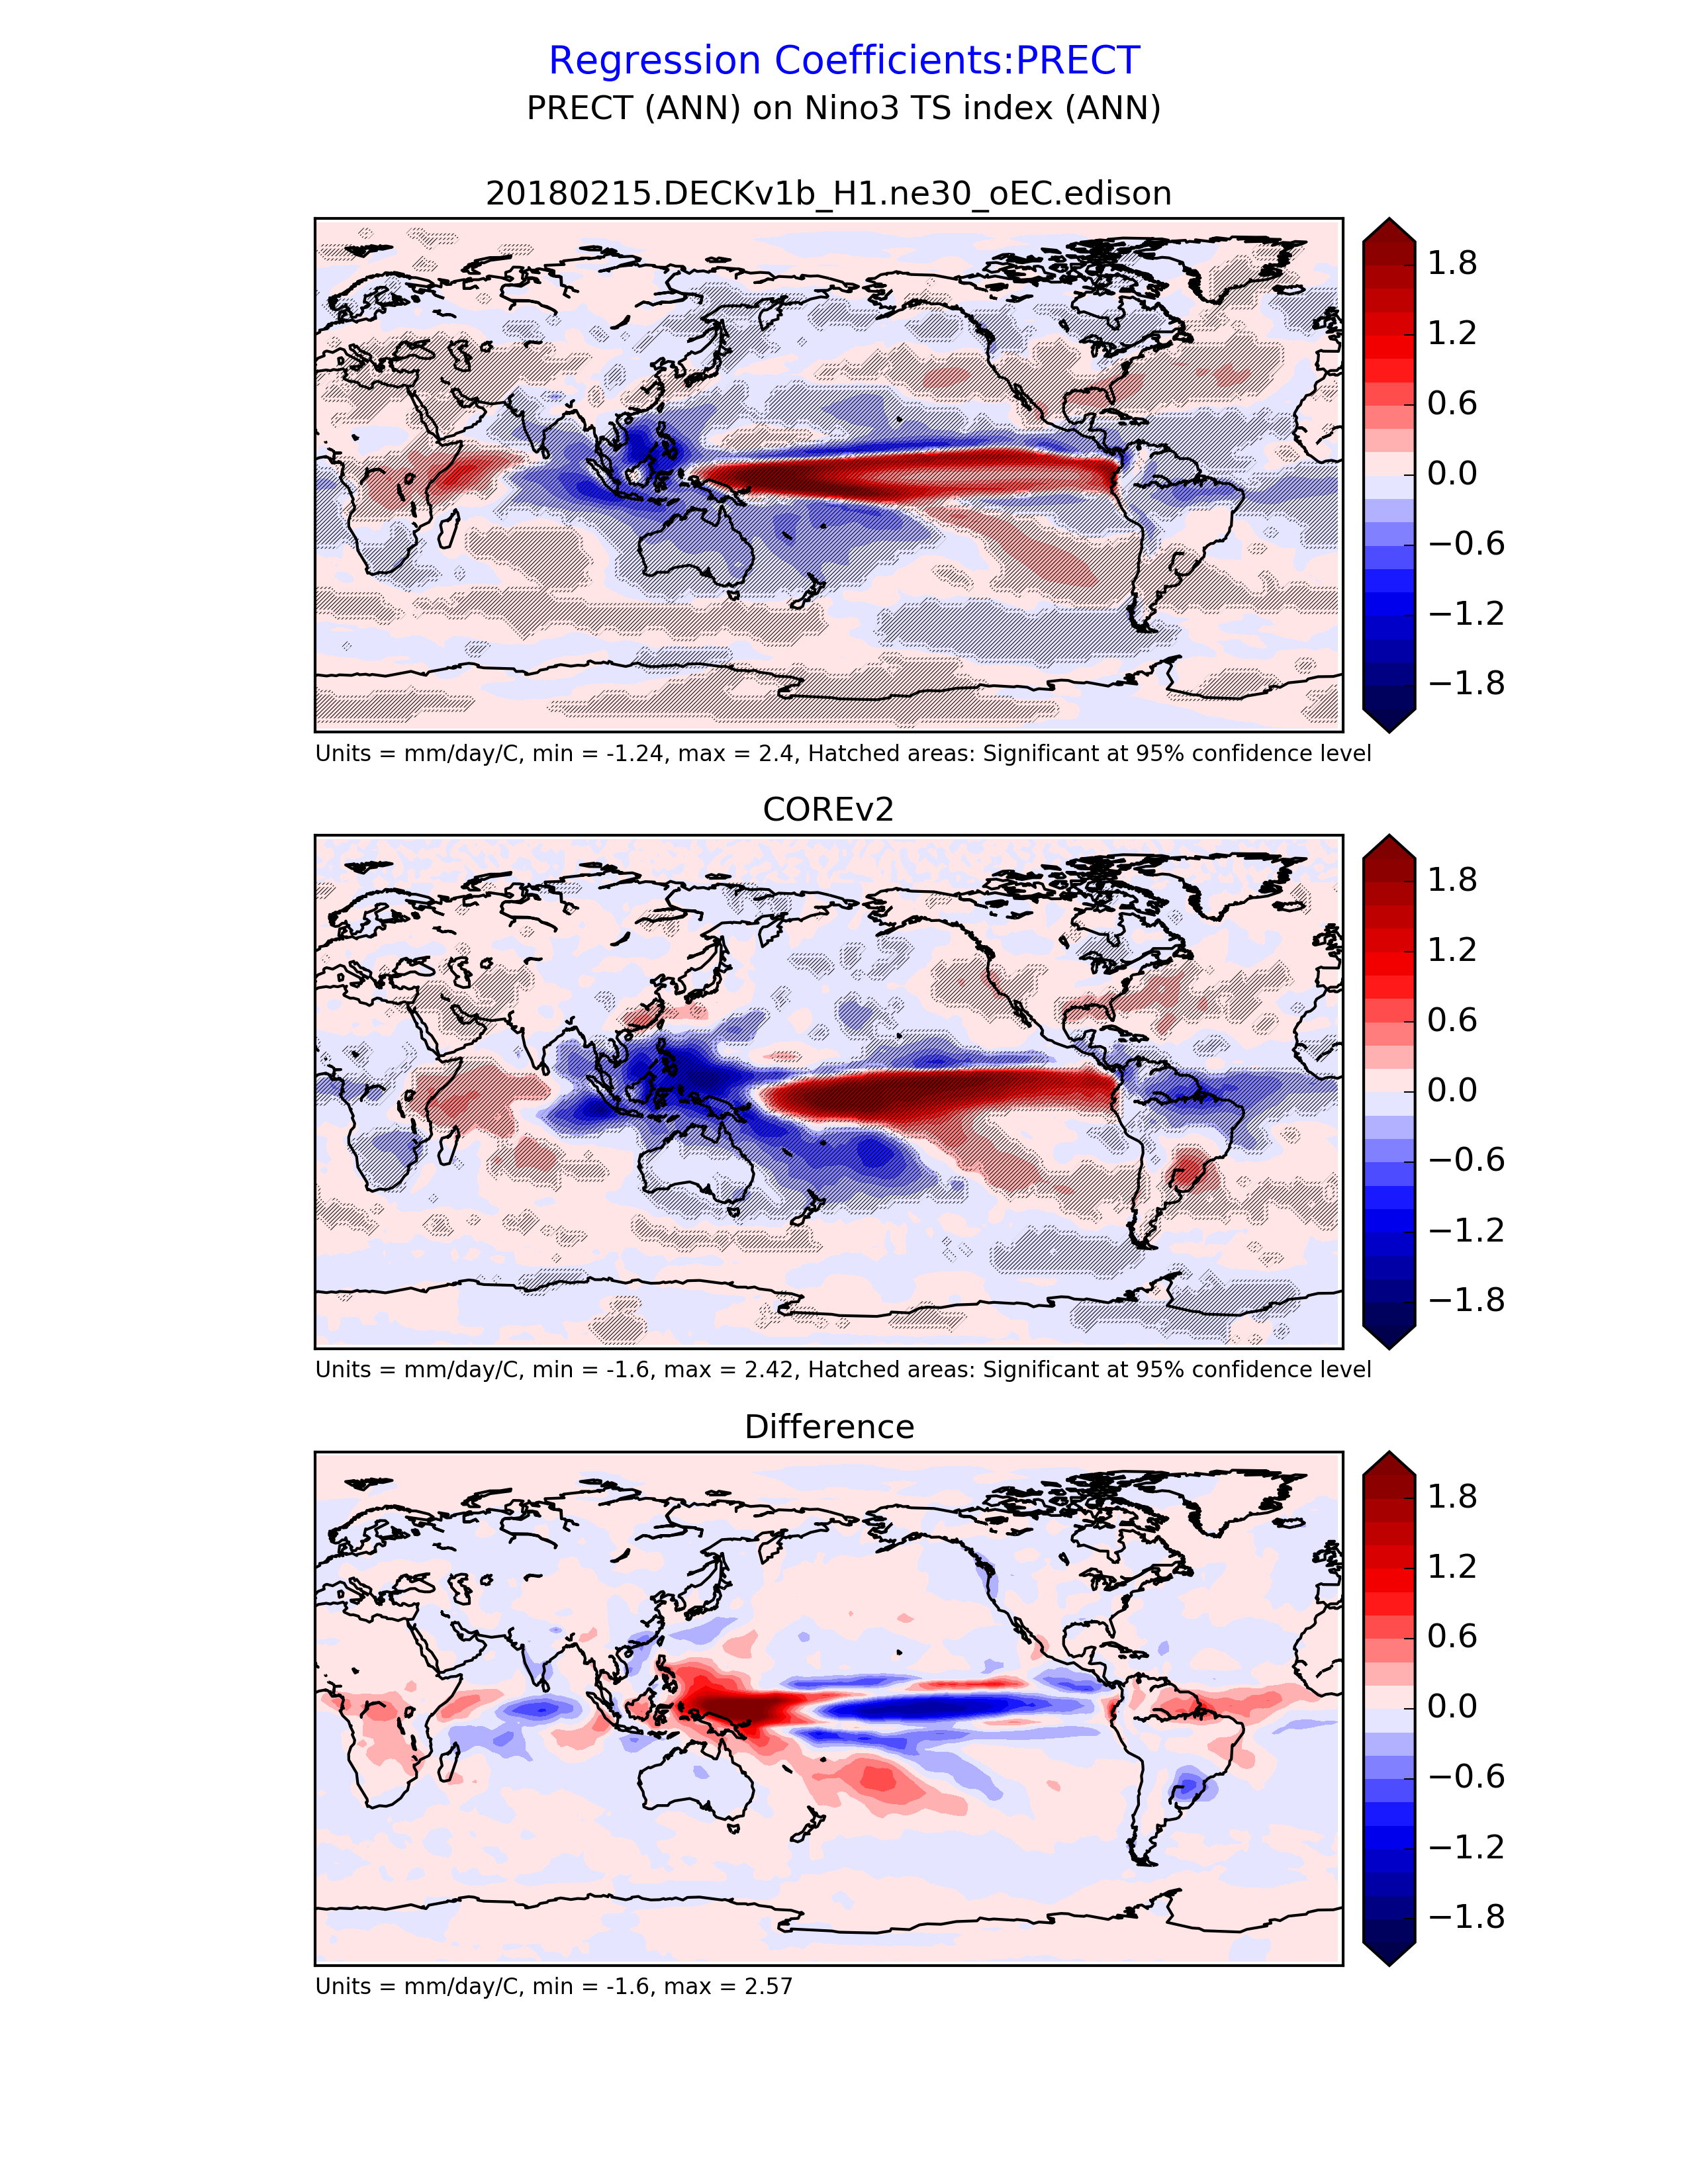 Regression Coefficients:PRECT
PRECT (ANN) on Nino3 TS index (ANN)
20180215.DECKv1b_H1.ne30_oEC.edison
1.8
1.2
0.6
0.0
−0.6
−1.2
−1.8
Units = mm/day/C, min = -1.24, max = 2.4, Hatched areas: Significant at 95% confidence level
COREv2
1.8
1.2
0.6
0.0
−0.6
−1.2
−1.8
Units = mm/day/C, min = -1.6, max = 2.42, Hatched areas: Significant at 95% confidence level
Difference
1.8
1.2
0.6
0.0
−0.6
−1.2
−1.8
Units = mm/day/C, min = -1.6, max = 2.57